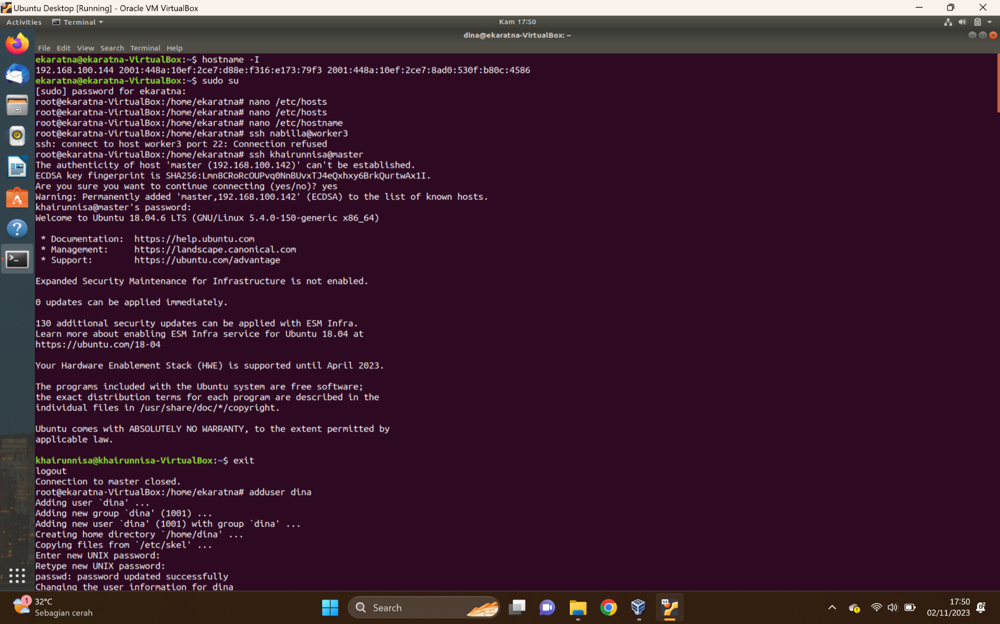 Ubuntu Desktop [Running] - Oracle VM VirtualBox
Activities Terminal Kam 17:50
dina@ekaratna-VirtualBox: ~
File Edit View Search Terminal Help
ekaratna@ekaratna-VirtualBox:~$ hostname -I
192.168.100.144 2001:448a:10ef:2ce7:d88e:f316:e173:79f3 2001:448a:10ef:2ce7:8ad0:530f:b80c:4586
ekaratna@ekaratna-VirtualBox:~$ sudo su
[sudo] password for ekaratna:
root@ekaratna-VirtualBox:/home/ekaratna# nano /etc/hosts
root@ekaratna-VirtualBox:/home/ekaratna# nano /etc/hosts
root@ekaratna-VirtualBox:/home/ekaratna# nano /etc/hostname
root@ekaratna-VirtualBox:/home/ekaratna# ssh nabilla@worker3
ssh: connect to host worker3 port 22: Connection refused
root@ekaratna-VirtualBox:/home/ekaratna# ssh khairunnisa@master
The authenticity of host 'master (192.168.100.142)' can't be established.
ECDSA key fingerprint is SHA256:Lmn8CRoRcOUPvq0NnBUvxTJ4eQxhxy6BrkQurtwAx1I.
Are you sure you want to continue connecting (yes/no)? yes
Warning: Permanently added 'master,192.168.100.142' (ECDSA) to the list of known hosts.
khairunnisa@master's password:
Welcome to Ubuntu 18.04.6 LTS (GNU/Linux 5.4.0-150-generic x86_64)
* Documentation: https://help.ubuntu.com
* Management: https://landscape.canonical.com
* Support: https://ubuntu.com/advantage
Expanded Security Maintenance for Infrastructure is not enabled.
0 updates can be applied immediately.
130 additional security updates can be applied with ESM Infra.
Learn more about enabling ESM Infra service for Ubuntu 18.04 at
https://ubuntu.com/18-04
Your Hardware Enablement Stack (HWE) is supported until April 2023.
The programs included with the Ubuntu system are free software;
the exact distribution terms for each program are described in the
individual files in /usr/share/doc/*/copyright.
Ubuntu comes with ABSOLUTELY NO WARRANTY, to the extent permitted by
applicable law.
khairunnisa@khairunnisa-VirtualBox:~$ exit
logout
Connection to master closed.
root@ekaratna-VirtualBox:/home/ekaratna# adduser dina
Adding user `dina' ...
Adding new group `dina' (1001) ...
Adding new user `dina' (1001) with group `dina' ...
Creating home directory `/home/dina' ...
Copying files from `/etc/skel' ...
Enter new UNIX password:
Retype new UNIX password:
passwd: password updated successfully
Changing the user information for dina
1
32°C
Sebagian cerah
Search
64
17:50
02/11/2023